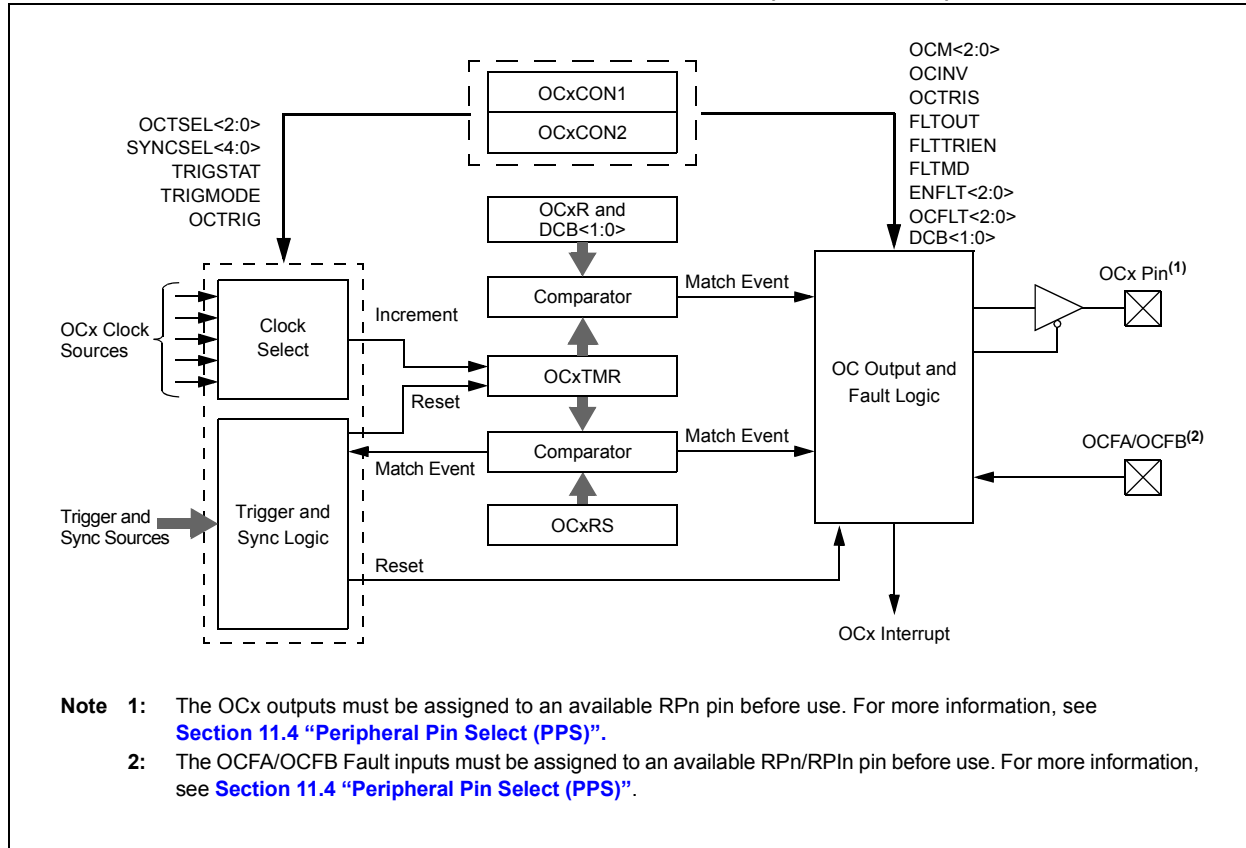 OCxCON1
OCxCON2
OCTSEL<2:0>
SYNCSEL<4:0>
TRIGSTAT
TRIGMODE
OCTRIG
OCM<2:0>
OCINV
OCTRIS
FLTOUT
FLTTRIEN
FLTMD
ENFLT<2:0>
OCFLT<2:0>
DCB<1:0>
OCxR and
DCB<1:0>
OCx Clock
Sources
Clock
Select
Increment
Comparator
Match Event
OCxTMR
Reset
Comparator
Match Event
Match Event
OCxRS
Trigger and
Sync Sources
Trigger and
Sync Logic
Reset
OC Output and
Fault Logic
OCx Pin(1)
OCFA/OCFB(2)
OCx Interrupt
Note 1: The OCx outputs must be assigned to an available RPn pin before use. For more information, see
Section 11.4 “Peripheral Pin Select (PPS)”.
2: The OCFA/OCFB Fault inputs must be assigned to an available RPn/RPIn pin before use. For more information,
see Section 11.4 “Peripheral Pin Select (PPS)”.